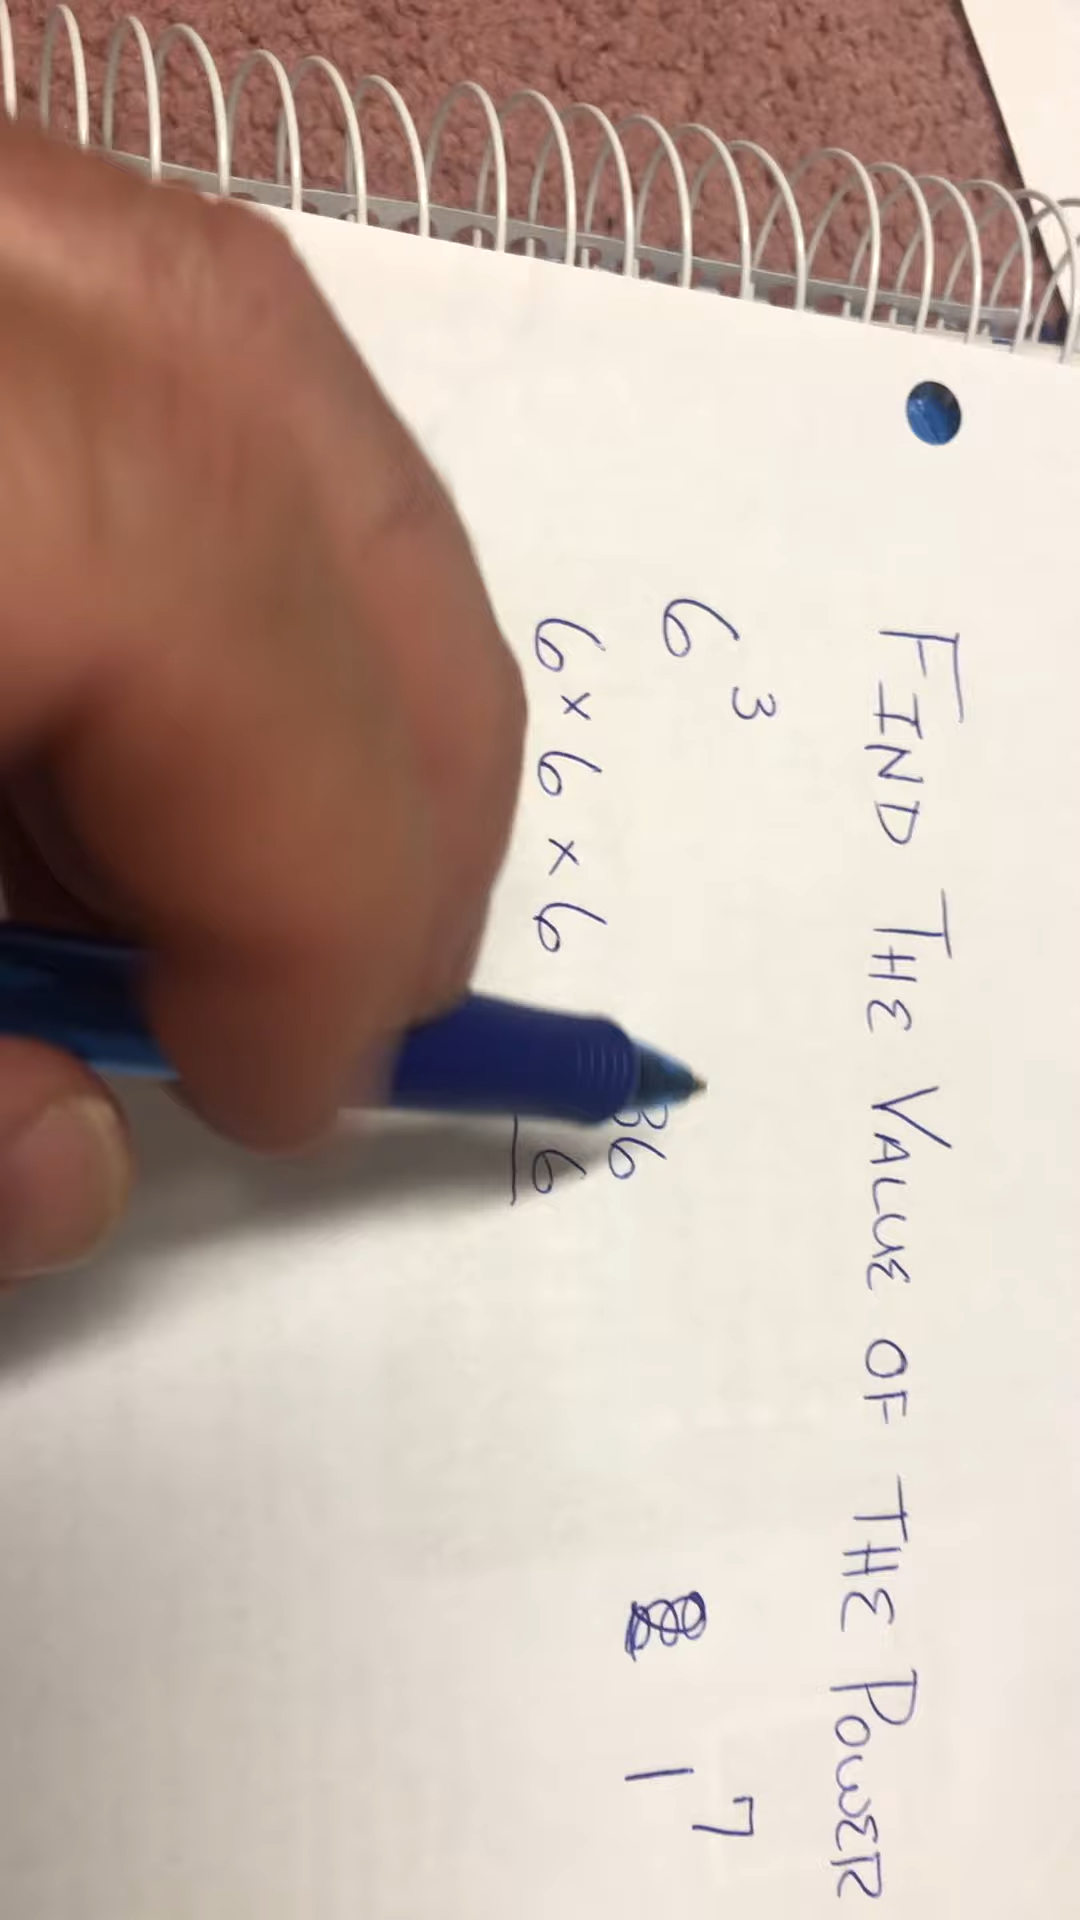 FIND THE VALUE OF THE POWER
6³ 1⁷
6 × 6 × 6
36
6